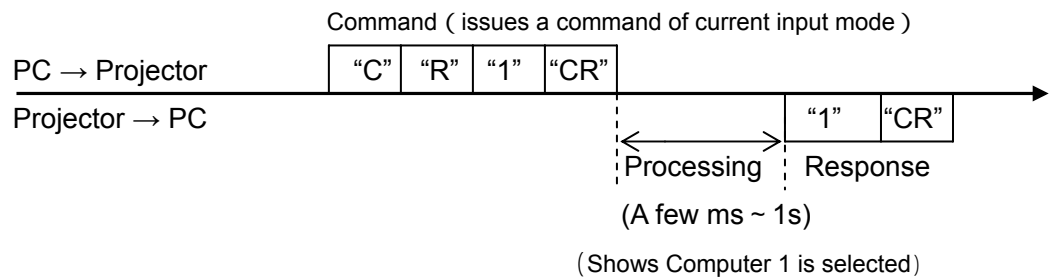 Command ( issues a command of current input mode )
PC → Projector “C” “R” “1” “CR”
Projector → PC “1” “CR”
Processing Response
(A few ms ~ 1s)
(Shows Computer 1 is selected)